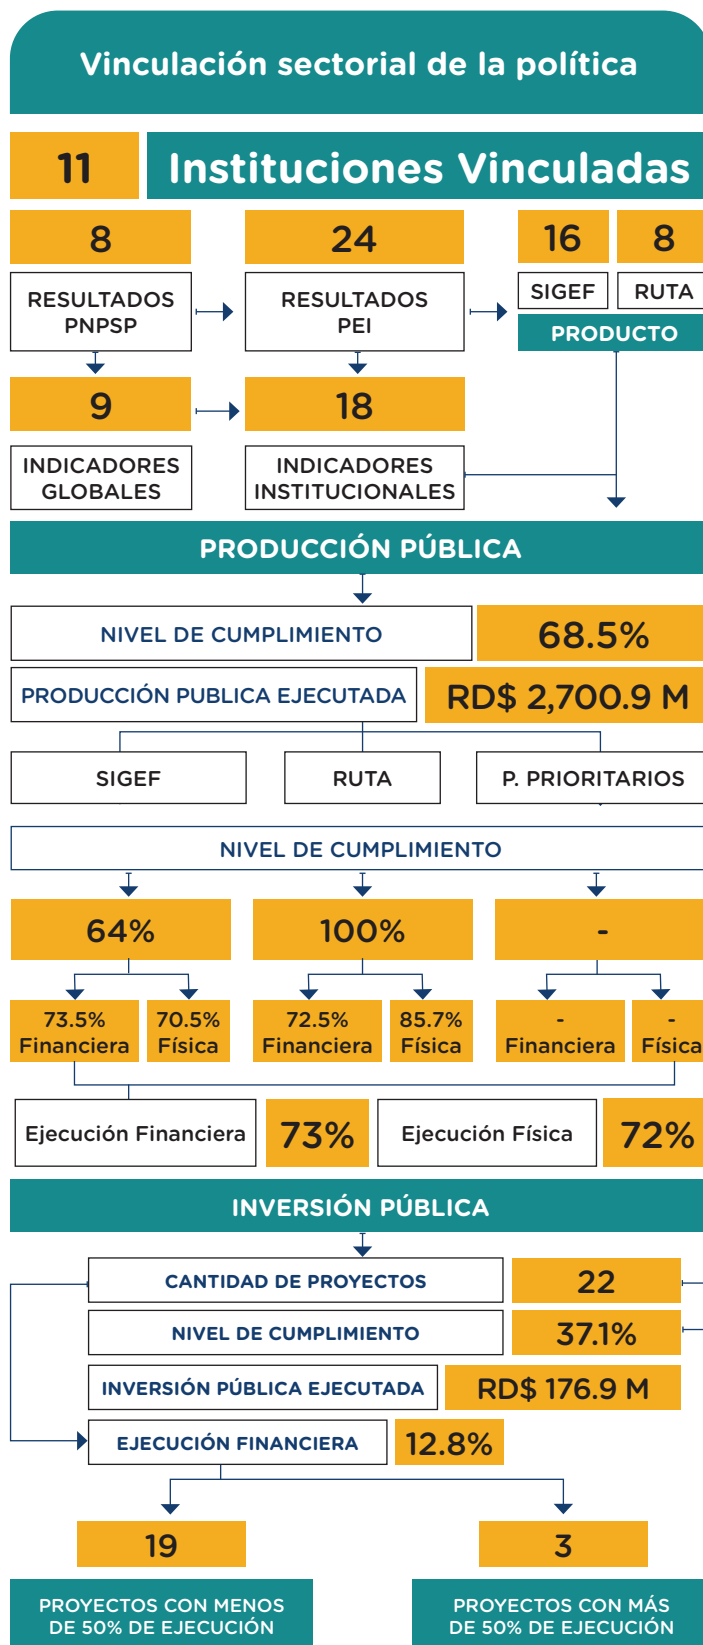 Vinculación sectorial de la política
11 Instituciones Vinculadas
8 24 16 8
RESULTADOS
PNPSP
RESULTADOS
PEI
SIGEF RUTA
PRODUCTO
9 18
INDICADORES
GLOBALES
INDICADORES
INSTITUCIONALES
PRODUCCIÓN PÚBLICA
NIVEL DE CUMPLIMIENTO 68.5%
PRODUCCIÓN PUBLICA EJECUTADA RD$ 2,700.9 M
SIGEF RUTA P. PRIORITARIOS
NIVEL DE CUMPLIMIENTO
64% 100% -
73.5%
Financiera
70.5%
Física
72.5%
Financiera
85.7%
Física
-
Financiera
-
Física
Ejecución Financiera 73% Ejecución Física 72%
INVERSIÓN PÚBLICA
CANTIDAD DE PROYECTOS 22
NIVEL DE CUMPLIMIENTO 37.1%
INVERSIÓN PÚBLICA EJECUTADA RD$ 176.9 M
EJECUCIÓN FINANCIERA 12.8%
19 3
PROYECTOS CON MENOS
DE 50% DE EJECUCIÓN
PROYECTOS CON MÁS
DE 50% DE EJECUCIÓN